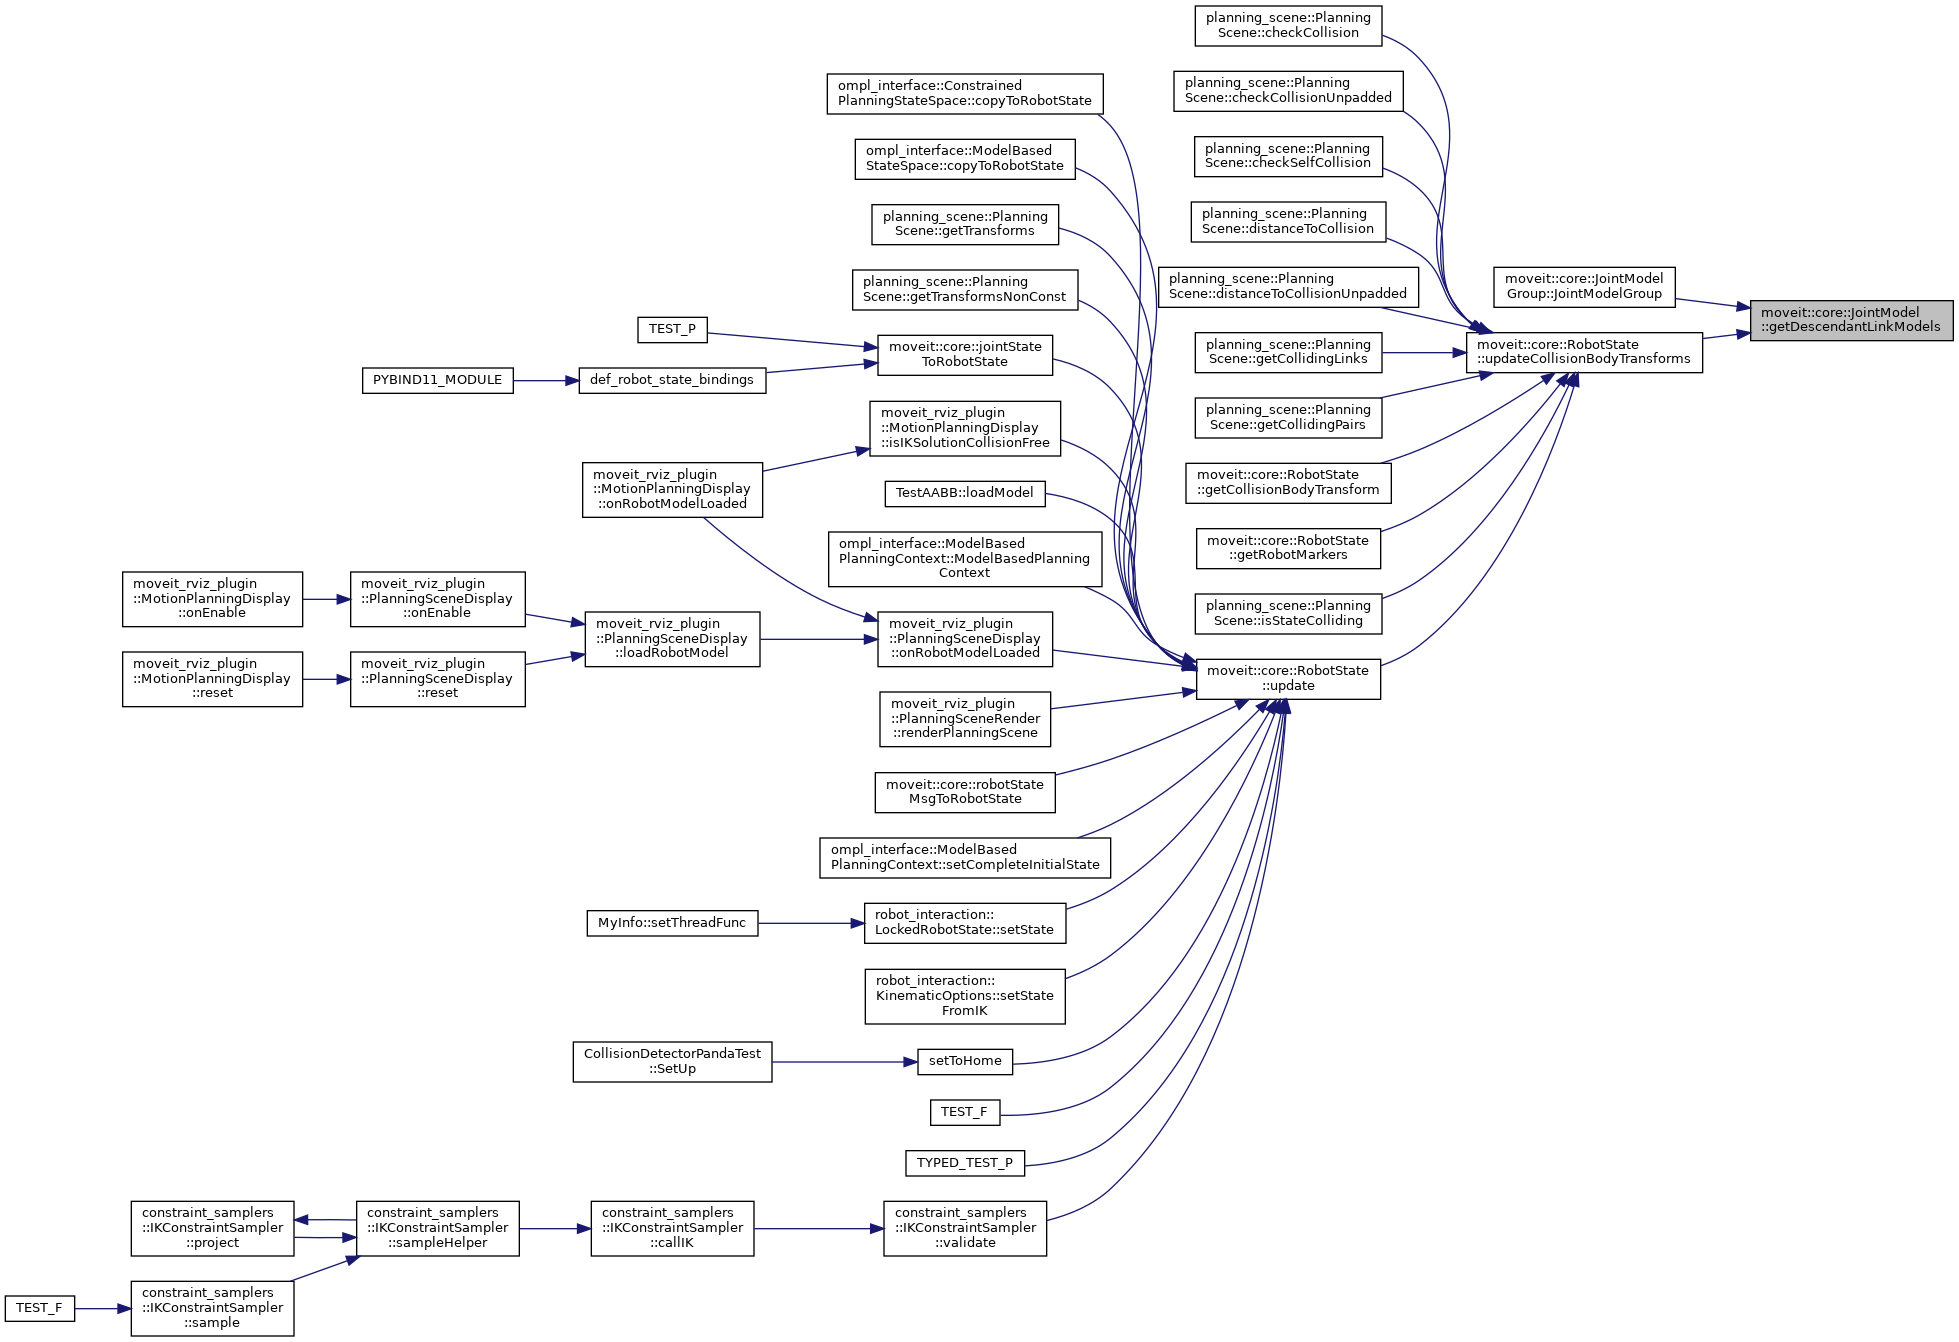 planning_scene::Planning
Scene::checkCollision
planning_scene::Planning
Scene::checkCollisionUnpadded
planning_scene::Planning
Scene::checkSelfCollision
planning_scene::Planning
Scene::distanceToCollision
planning_scene::Planning
Scene::distanceToCollisionUnpadded
planning_scene::Planning
Scene::getCollidingLinks
planning_scene::Planning
Scene::getCollidingPairs
moveit::core::RobotState
::getCollisionBodyTransform
moveit::core::RobotState
::getRobotMarkers
planning_scene::Planning
Scene::isStateColliding
moveit::core::RobotState
::update
moveit::core::JointModel
Group::JointModelGroup
moveit::core::RobotState
::updateCollisionBodyTransforms
moveit::core::JointModel
::getDescendantLinkModels
ompl_interface::Constrained
PlanningStateSpace::copyToRobotState
ompl_interface::ModelBased
StateSpace::copyToRobotState
planning_scene::Planning
Scene::getTransforms
planning_scene::Planning
Scene::getTransformsNonConst
moveit::core::jointState
ToRobotState
TEST_P
def_robot_state_bindings
PYBIND11_MODULE
moveit_rviz_plugin
::MotionPlanningDisplay
::isIKSolutionCollisionFree
moveit_rviz_plugin
::MotionPlanningDisplay
::onRobotModelLoaded
TestAABB::loadModel
ompl_interface::ModelBased
PlanningContext::ModelBasedPlanning
Context
moveit_rviz_plugin
::PlanningSceneDisplay
::onRobotModelLoaded
moveit_rviz_plugin
::PlanningSceneDisplay
::loadRobotModel
moveit_rviz_plugin
::PlanningSceneDisplay
::onEnable
moveit_rviz_plugin
::MotionPlanningDisplay
::onEnable
moveit_rviz_plugin
::PlanningSceneDisplay
::reset
moveit_rviz_plugin
::MotionPlanningDisplay
::reset
moveit_rviz_plugin
::PlanningSceneRender
::renderPlanningScene
moveit::core::robotState
MsgToRobotState
ompl_interface::ModelBased
PlanningContext::setCompleteInitialState
robot_interaction::
LockedRobotState::setState
MyInfo::setThreadFunc
robot_interaction::
KinematicOptions::setState
FromIK
setToHome
CollisionDetectorPandaTest
::SetUp
TEST_F
TYPED_TEST_P
constraint_samplers
::IKConstraintSampler
::validate
constraint_samplers
::IKConstraintSampler
::callIK
constraint_samplers
::IKConstraintSampler
::sampleHelper
constraint_samplers
::IKConstraintSampler
::project
constraint_samplers
::IKConstraintSampler
::sample
TEST_F